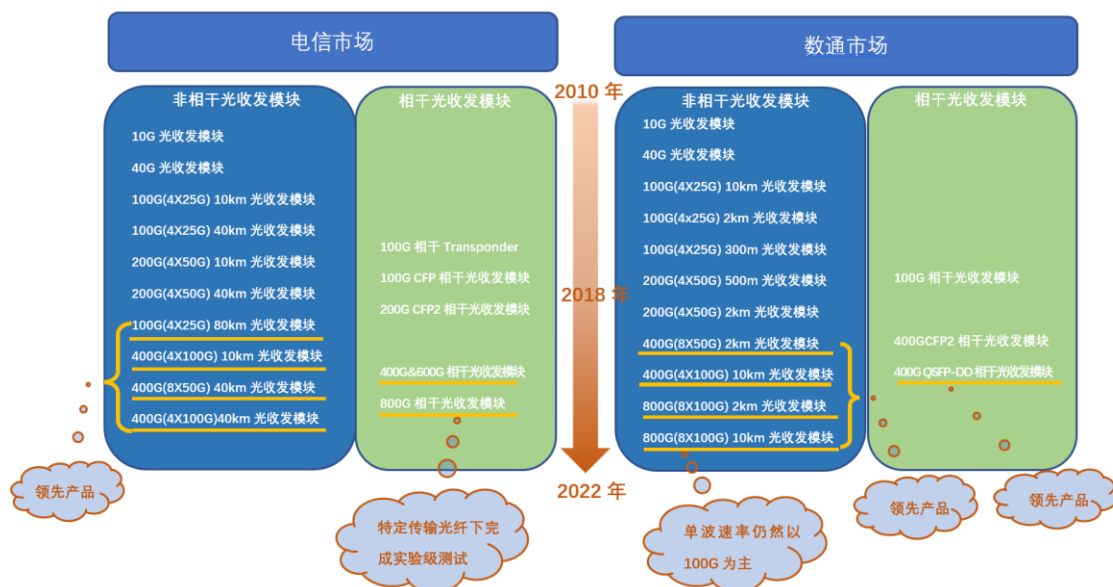 电信市场
非相干光收发模块
10G 光收发模块
40G 光收发模块
100G(4X25G) 10km 光收发模块
100G(4X25G) 40km 光收发模块
200G(4X50G) 10km 光收发模块
200G(4X50G) 40km 光收发模块
100G(4X25G) 80km 光收发模块
400G(4X100G) 10km 光收发模块
400G(8X50G) 40km 光收发模块
400G(4X100G)40km 光收发模块
领先产品
相干光收发模块
100G 相干 Transponder
100G CFP 相干光收发模块
200G CFP2 相干光收发模块
400G&600G 相干光收发模块
800G 相干光收发模块
特定传输光纤下完
成实验级测试
2010 年
2018 年
2022 年
数通市场
非相干光收发模块
10G 光收发模块
40G 光收发模块
100G(4X25G) 10km 光收发模块
100G(4x25G) 2km 光收发模块
100G(4X25G) 300m 光收发模块
200G(4X50G) 500m 光收发模块
200G(4X50G) 2km 光收发模块
400G(8X50G) 2km 光收发模块
400G(4X100G) 10km 光收发模块
800G(8X100G) 2km 光收发模块
800G(8X100G) 10km 光收发模块
单波速率仍然以
100G 为主
相干光收发模块
100G 相干光收发模块
400GCFP2 相干光收发模块
400G QSFP-DD 相干光收发模块
领先产品
领先产品